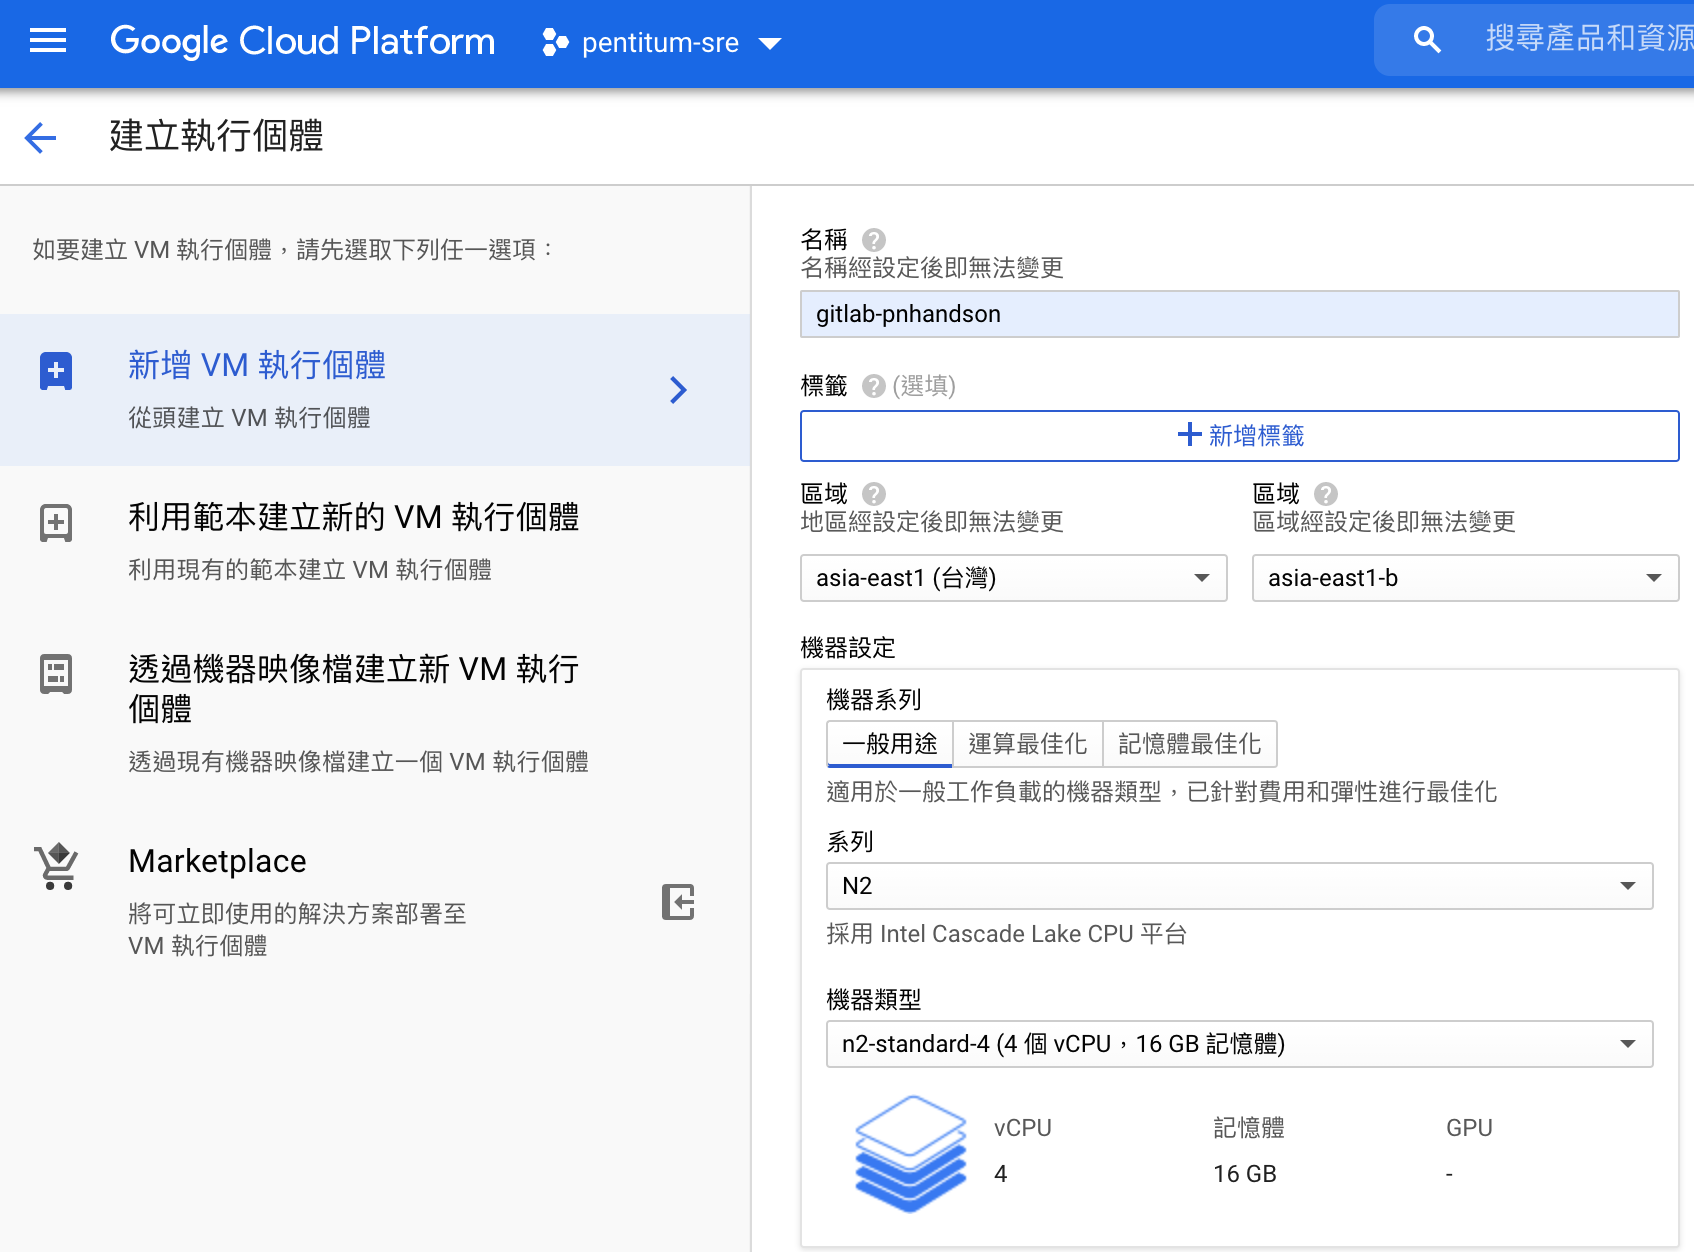 Google Cloud Platform
pentitum-sre
搜尋產品和資源
建立執行個體
如要建立 VM 執行個體，請先選取下列任一選項：
新增 VM 執行個體
從頭建立 VM 執行個體
利用範本建立新的 VM 執行個體
利用現有的範本建立 VM 執行個體
透過機器映像檔建立新 VM 執行
個體
透過現有機器映像檔建立一個 VM 執行個體
Marketplace
將可立即使用的解決方案部署至
VM 執行個體
名稱 ?
名稱經設定後即無法變更
gitlab-pnhandson
標籤 ? (選填)
+ 新增標籤
區域 ?
地區經設定後即無法變更
asia-east1 (台灣)
區域 ?
區域經設定後即無法變更
asia-east1-b
機器設定
機器系列
一般用途 運算最佳化 記憶體最佳化
適用於一般工作負載的機器類型，已針對費用和彈性進行最佳化
系列
N2
採用 Intel Cascade Lake CPU 平台
機器類型
n2-standard-4 (4 個 vCPU，16 GB 記憶體)
vCPU 記憶體 GPU
4 16 GB -